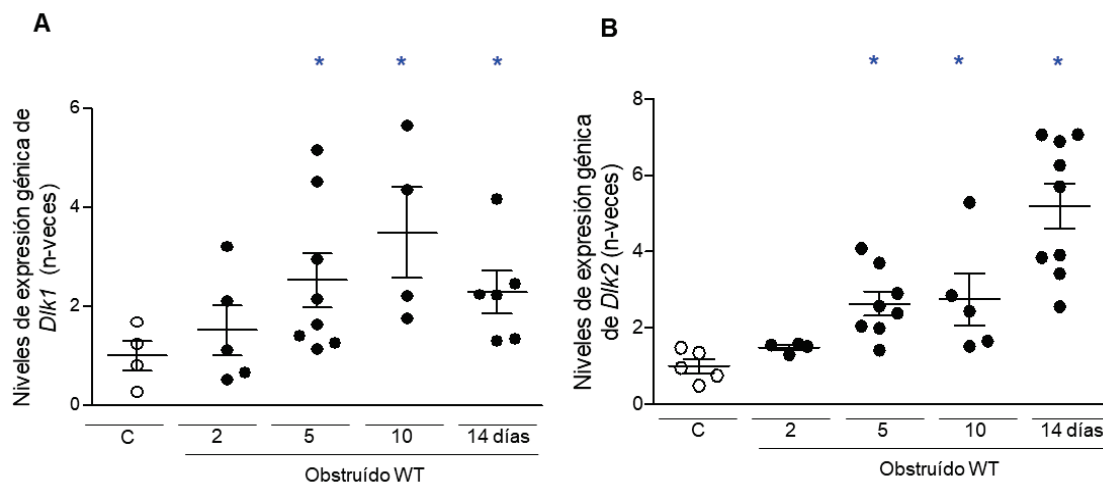 A
* * *
Niveles de expresión génica de
Dlk1 (n-veces)
6
4
2
0
C 2 5 10 14 días
Obstruído WT
B
* * *
Niveles de expresión génica
de Dlk2 (n-veces)
8
6
4
2
0
C 2 5 10 14 días
Obstruído WT